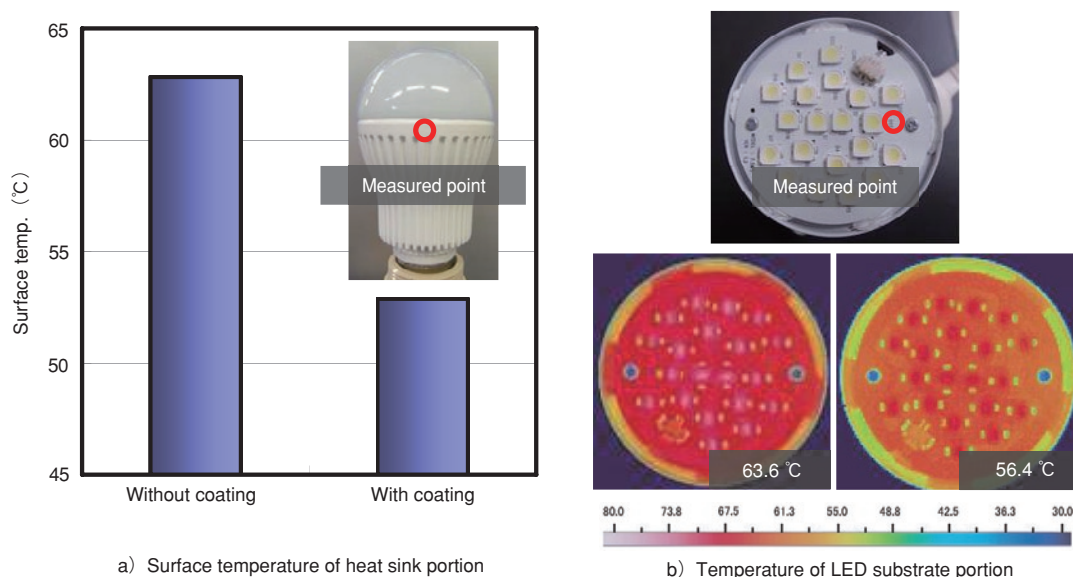 65
60
55
50
45
Surface temp. (℃)
Measured point
Without coating
With coating
a) Surface temperature of heat sink portion
Measured point
63.6 ℃
56.4 ℃
80.0 73.8 67.5 61.3 55.0 48.8 42.5 36.3 30.0
b) Temperature of LED substrate portion